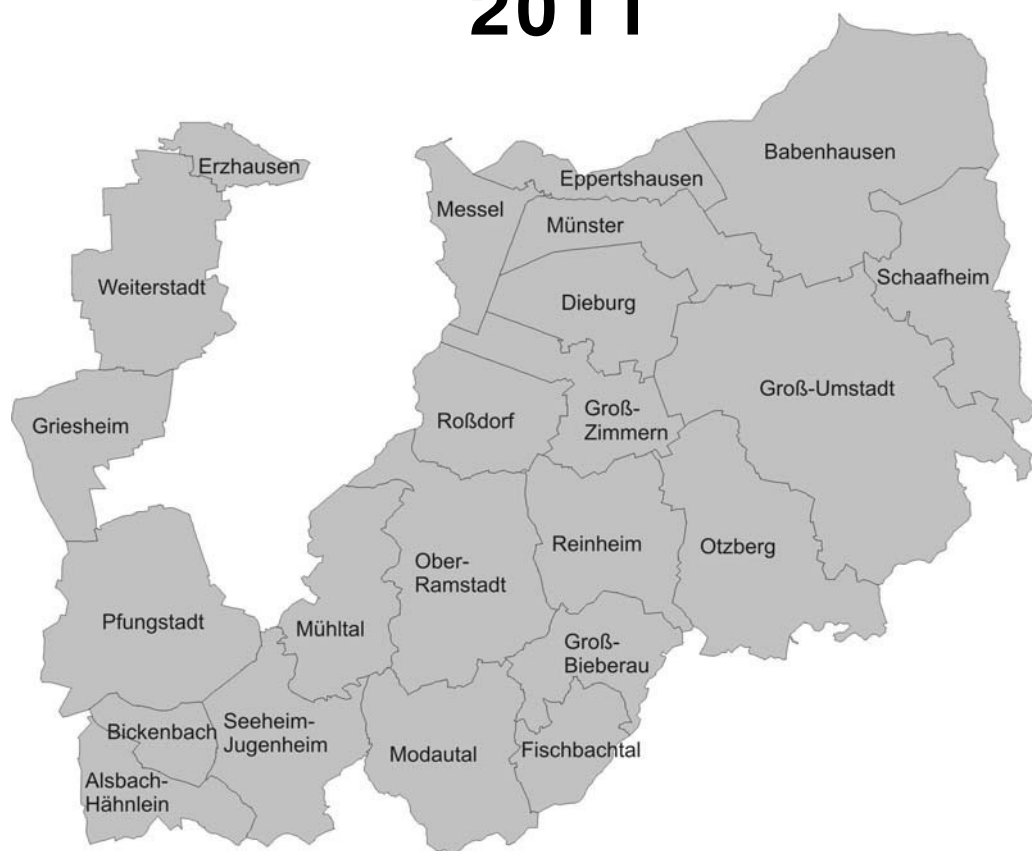 2011
Babenhausen
Erzhausen
Eppertshausen
Messel
Münster
Schaafheim
Weiterstadt
Dieburg
Groß-Umstadt
Griesheim
Roßdorf
Groß-
Zimmern
Ober-
Ramstadt
Reinheim
Otzberg
Pfungstadt
Mühltal
Groß-
Bieberau
Bickenbach
Seeheim-
Jugenheim
Modautal
Fischbachtal
Alsbach-
Hähnlein